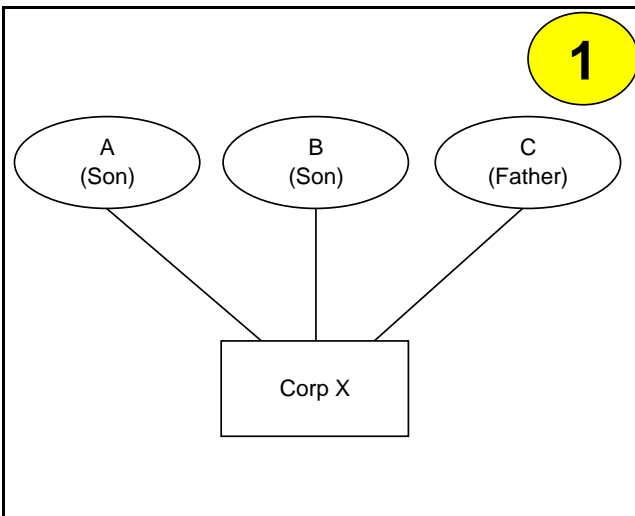 1
A
(Son)
B
(Son)
C
(Father)
Corp X